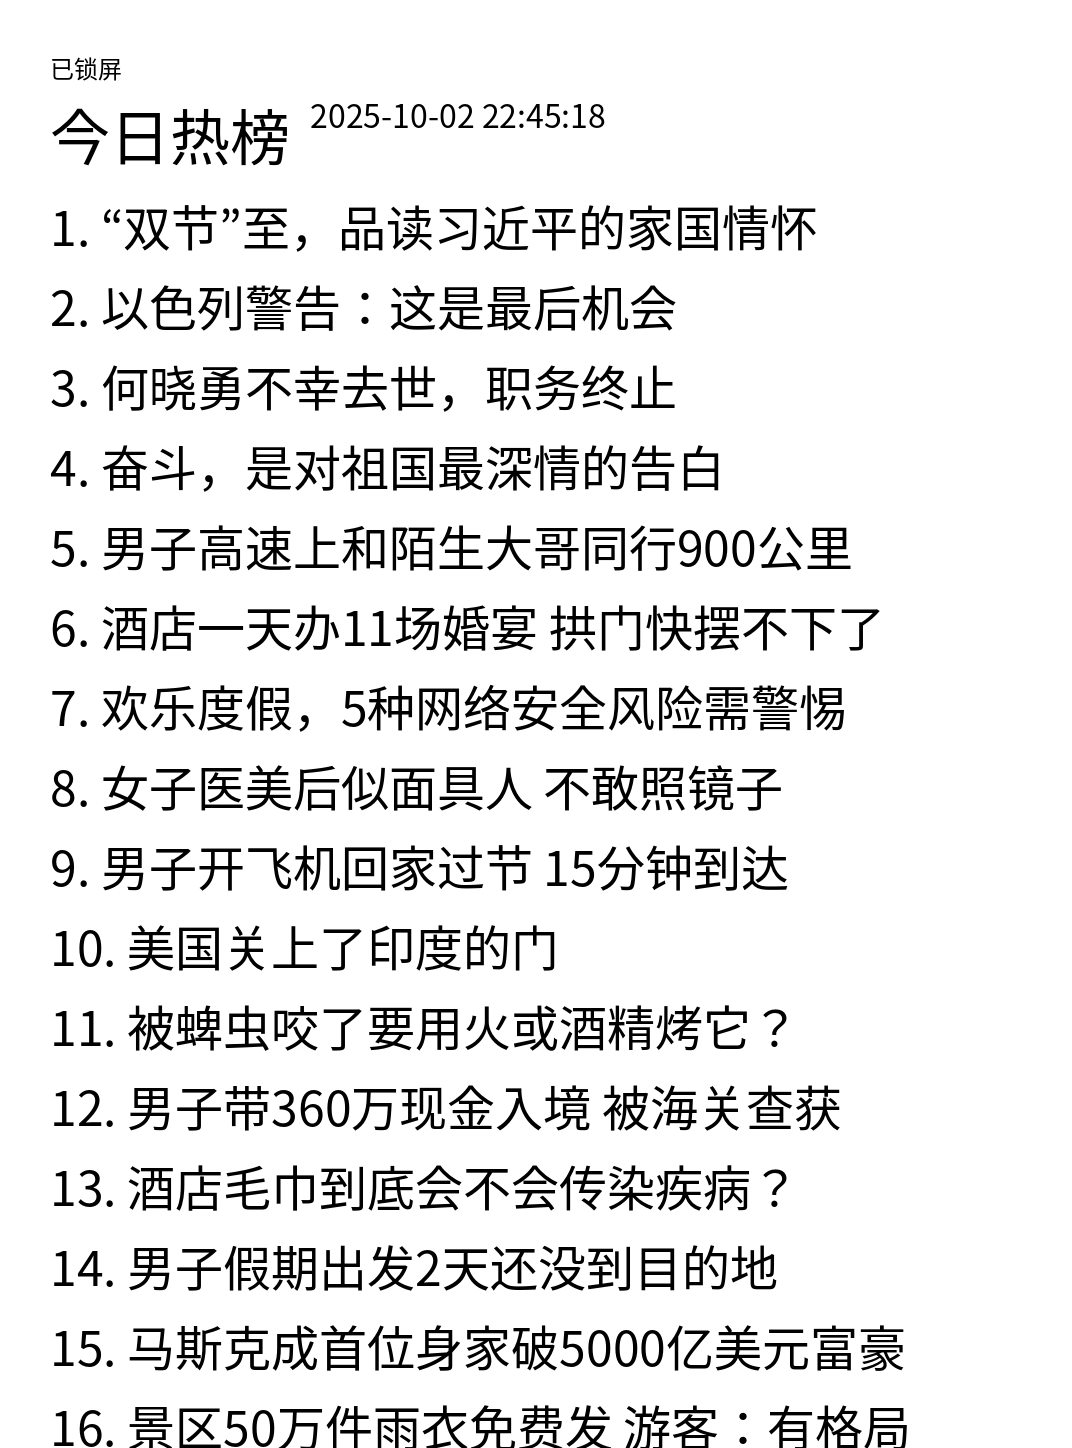 已锁屏
今日热榜 2025-10-02 22:45:18
1. “双节”至，品读习近平的家国情怀
2. 以色列警告：这是最后机会
3. 何晓勇不幸去世，职务终止
4. 奋斗，是对祖国最深情的告白
5. 男子高速上和陌生大哥同行900公里
6. 酒店一天办11场婚宴 拱门快摆不下了
7. 欢乐度假，5种网络安全风险需警惕
8. 女子医美后似面具人 不敢照镜子
9. 男子开飞机回家过节 15分钟到达
10. 美国关上了印度的门
11. 被蜱虫咬了要用火或酒精烤它？
12. 男子带360万现金入境 被海关查获
13. 酒店毛巾到底会不会传染疾病？
14. 男子假期出发2天还没到目的地
15. 马斯克成首位身家破5000亿美元富豪
16. 景区50万件雨衣免费发 游客：有格局